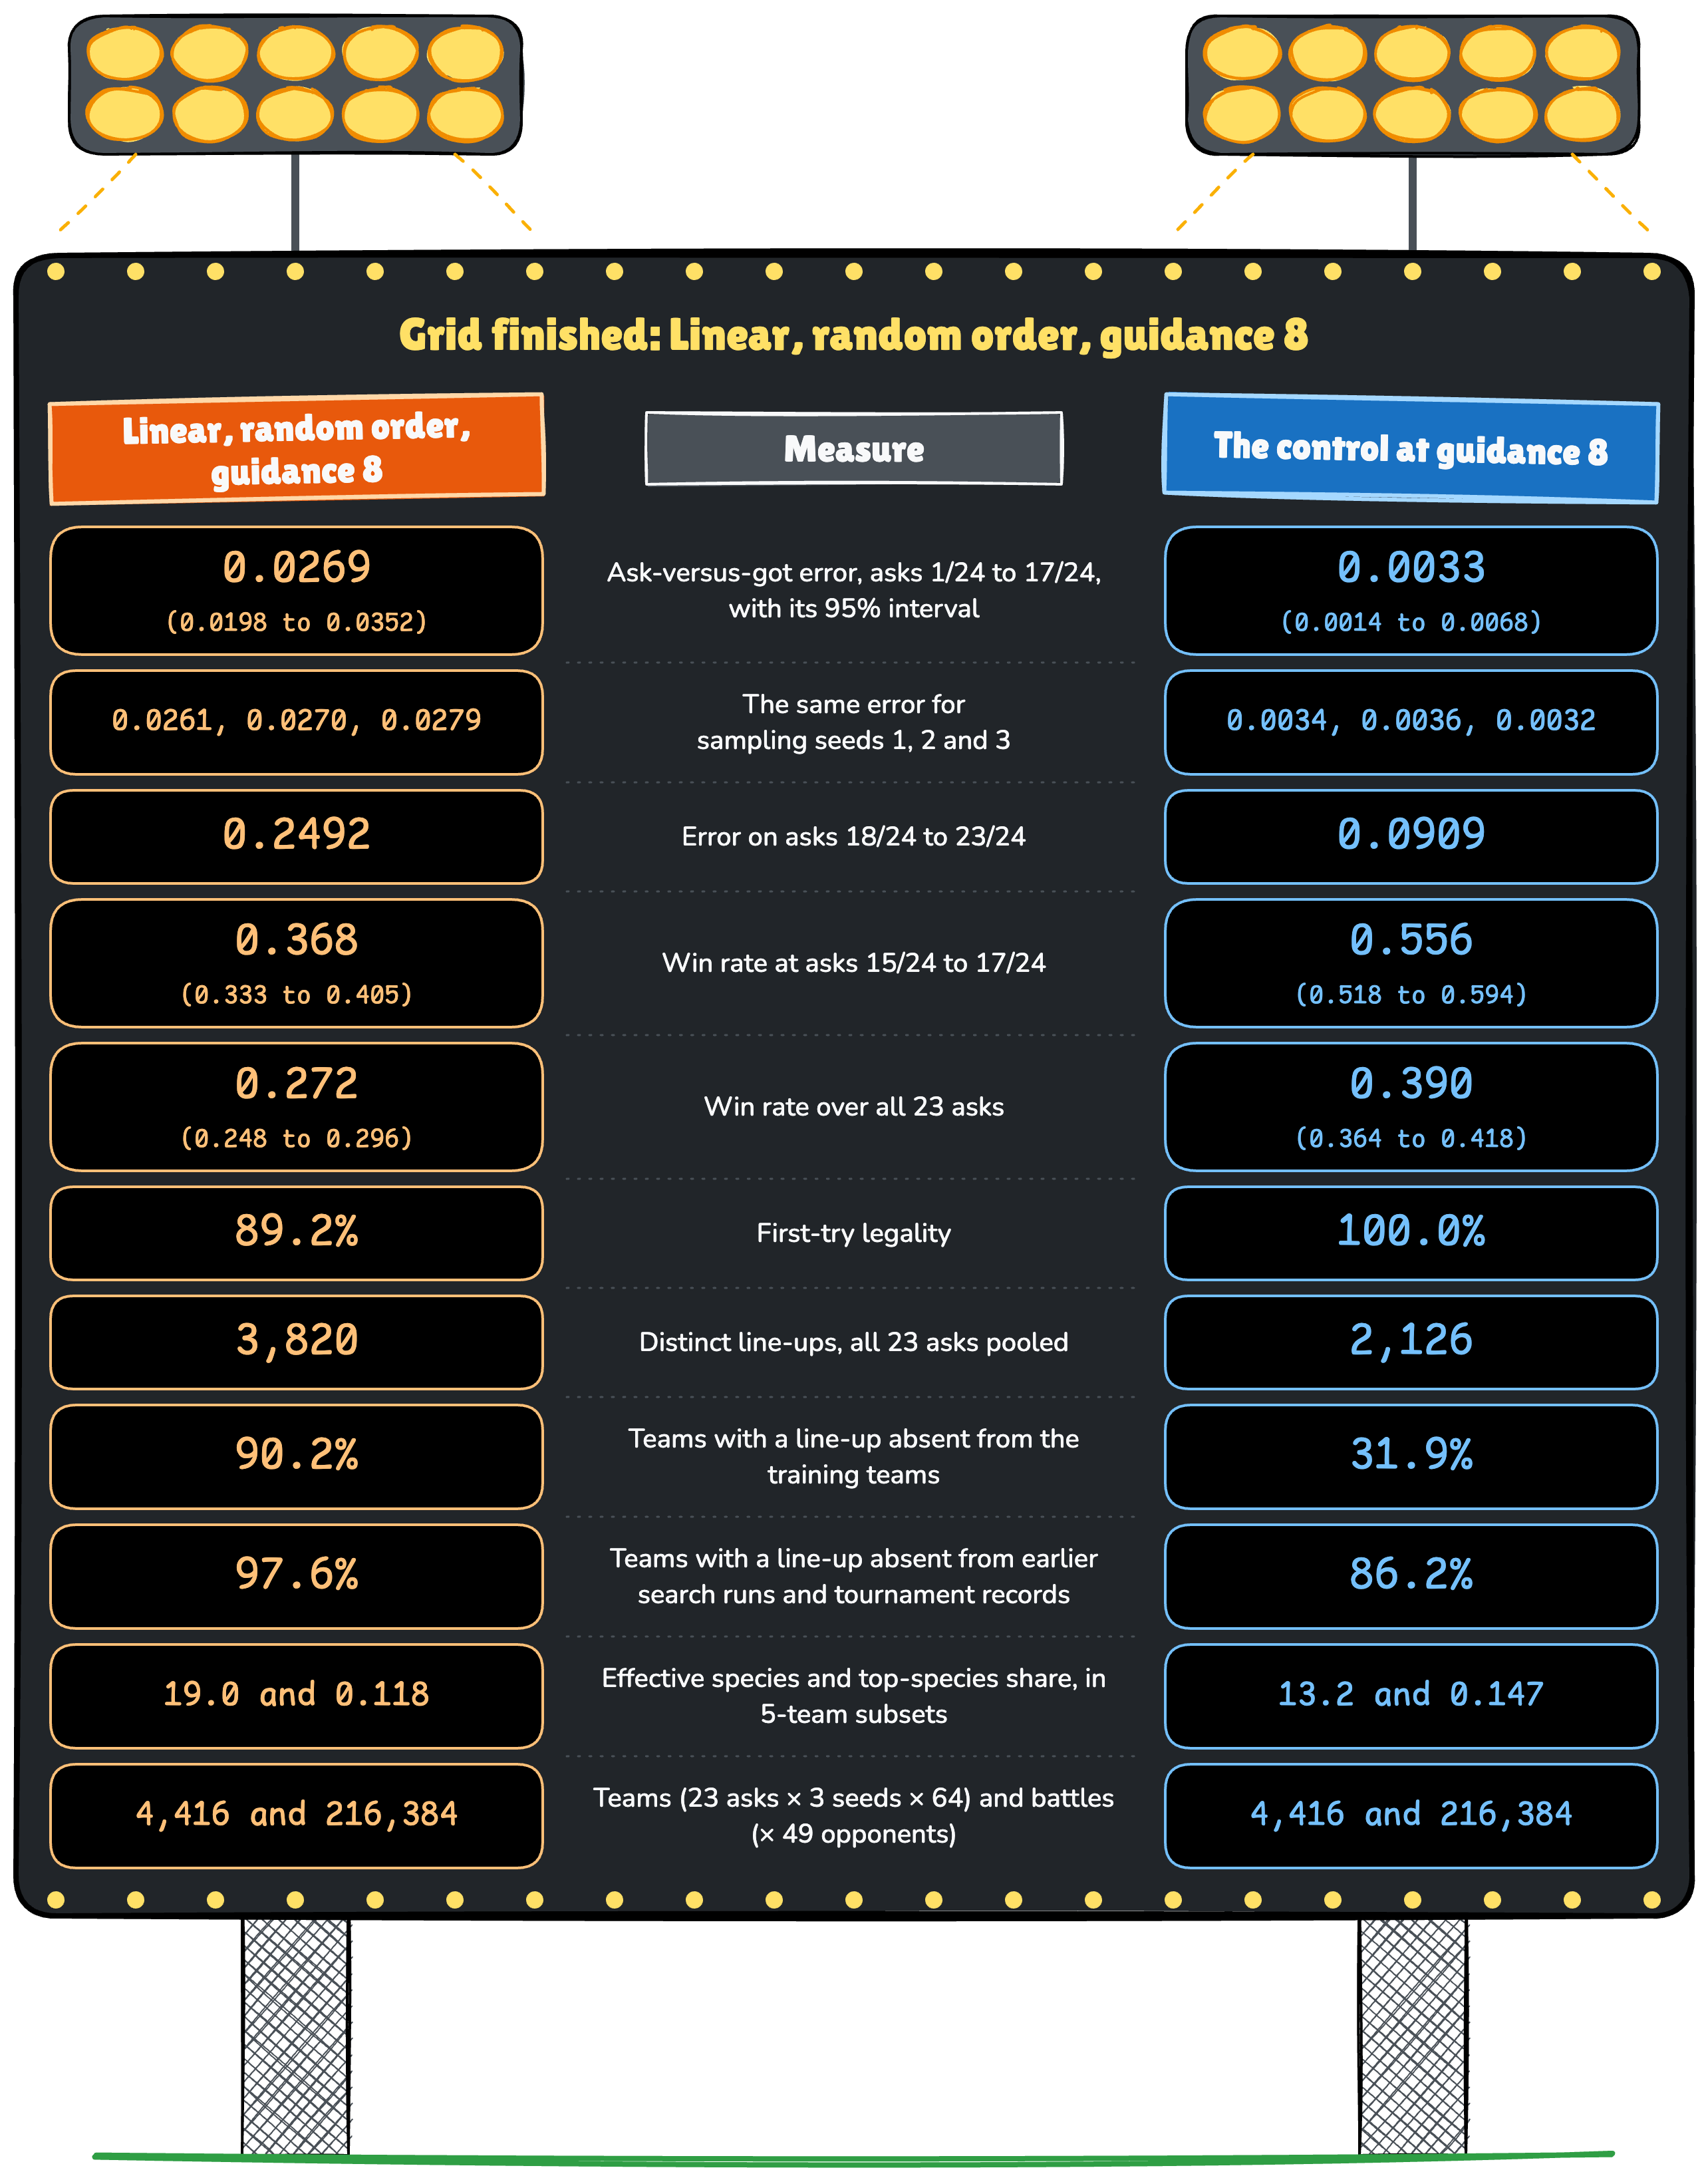 Grid finished: Linear, random order, guidance 8
Linear, random order,
guidance 8
Measure
The control at guidance 8
0.0269
(0.0198 to 0.0352)
Ask-versus-got error, asks 1/24 to 17/24,
with its 95% interval
0.0033
(0.0014 to 0.0068)
0.0261, 0.0270, 0.0279
The same error for
sampling seeds 1, 2 and 3
0.0034, 0.0036, 0.0032
0.2492
Error on asks 18/24 to 23/24
0.0909
0.368
(0.333 to 0.405)
Win rate at asks 15/24 to 17/24
0.556
(0.518 to 0.594)
0.272
(0.248 to 0.296)
Win rate over all 23 asks
0.390
(0.364 to 0.418)
89.2%
First-try legality
100.0%
3,820
Distinct line-ups, all 23 asks pooled
2,126
90.2%
Teams with a line-up absent from the
training teams
31.9%
97.6%
Teams with a line-up absent from earlier
search runs and tournament records
86.2%
19.0 and 0.118
Effective species and top-species share, in
5-team subsets
13.2 and 0.147
4,416 and 216,384
Teams (23 asks × 3 seeds × 64) and battles
(× 49 opponents)
4,416 and 216,384